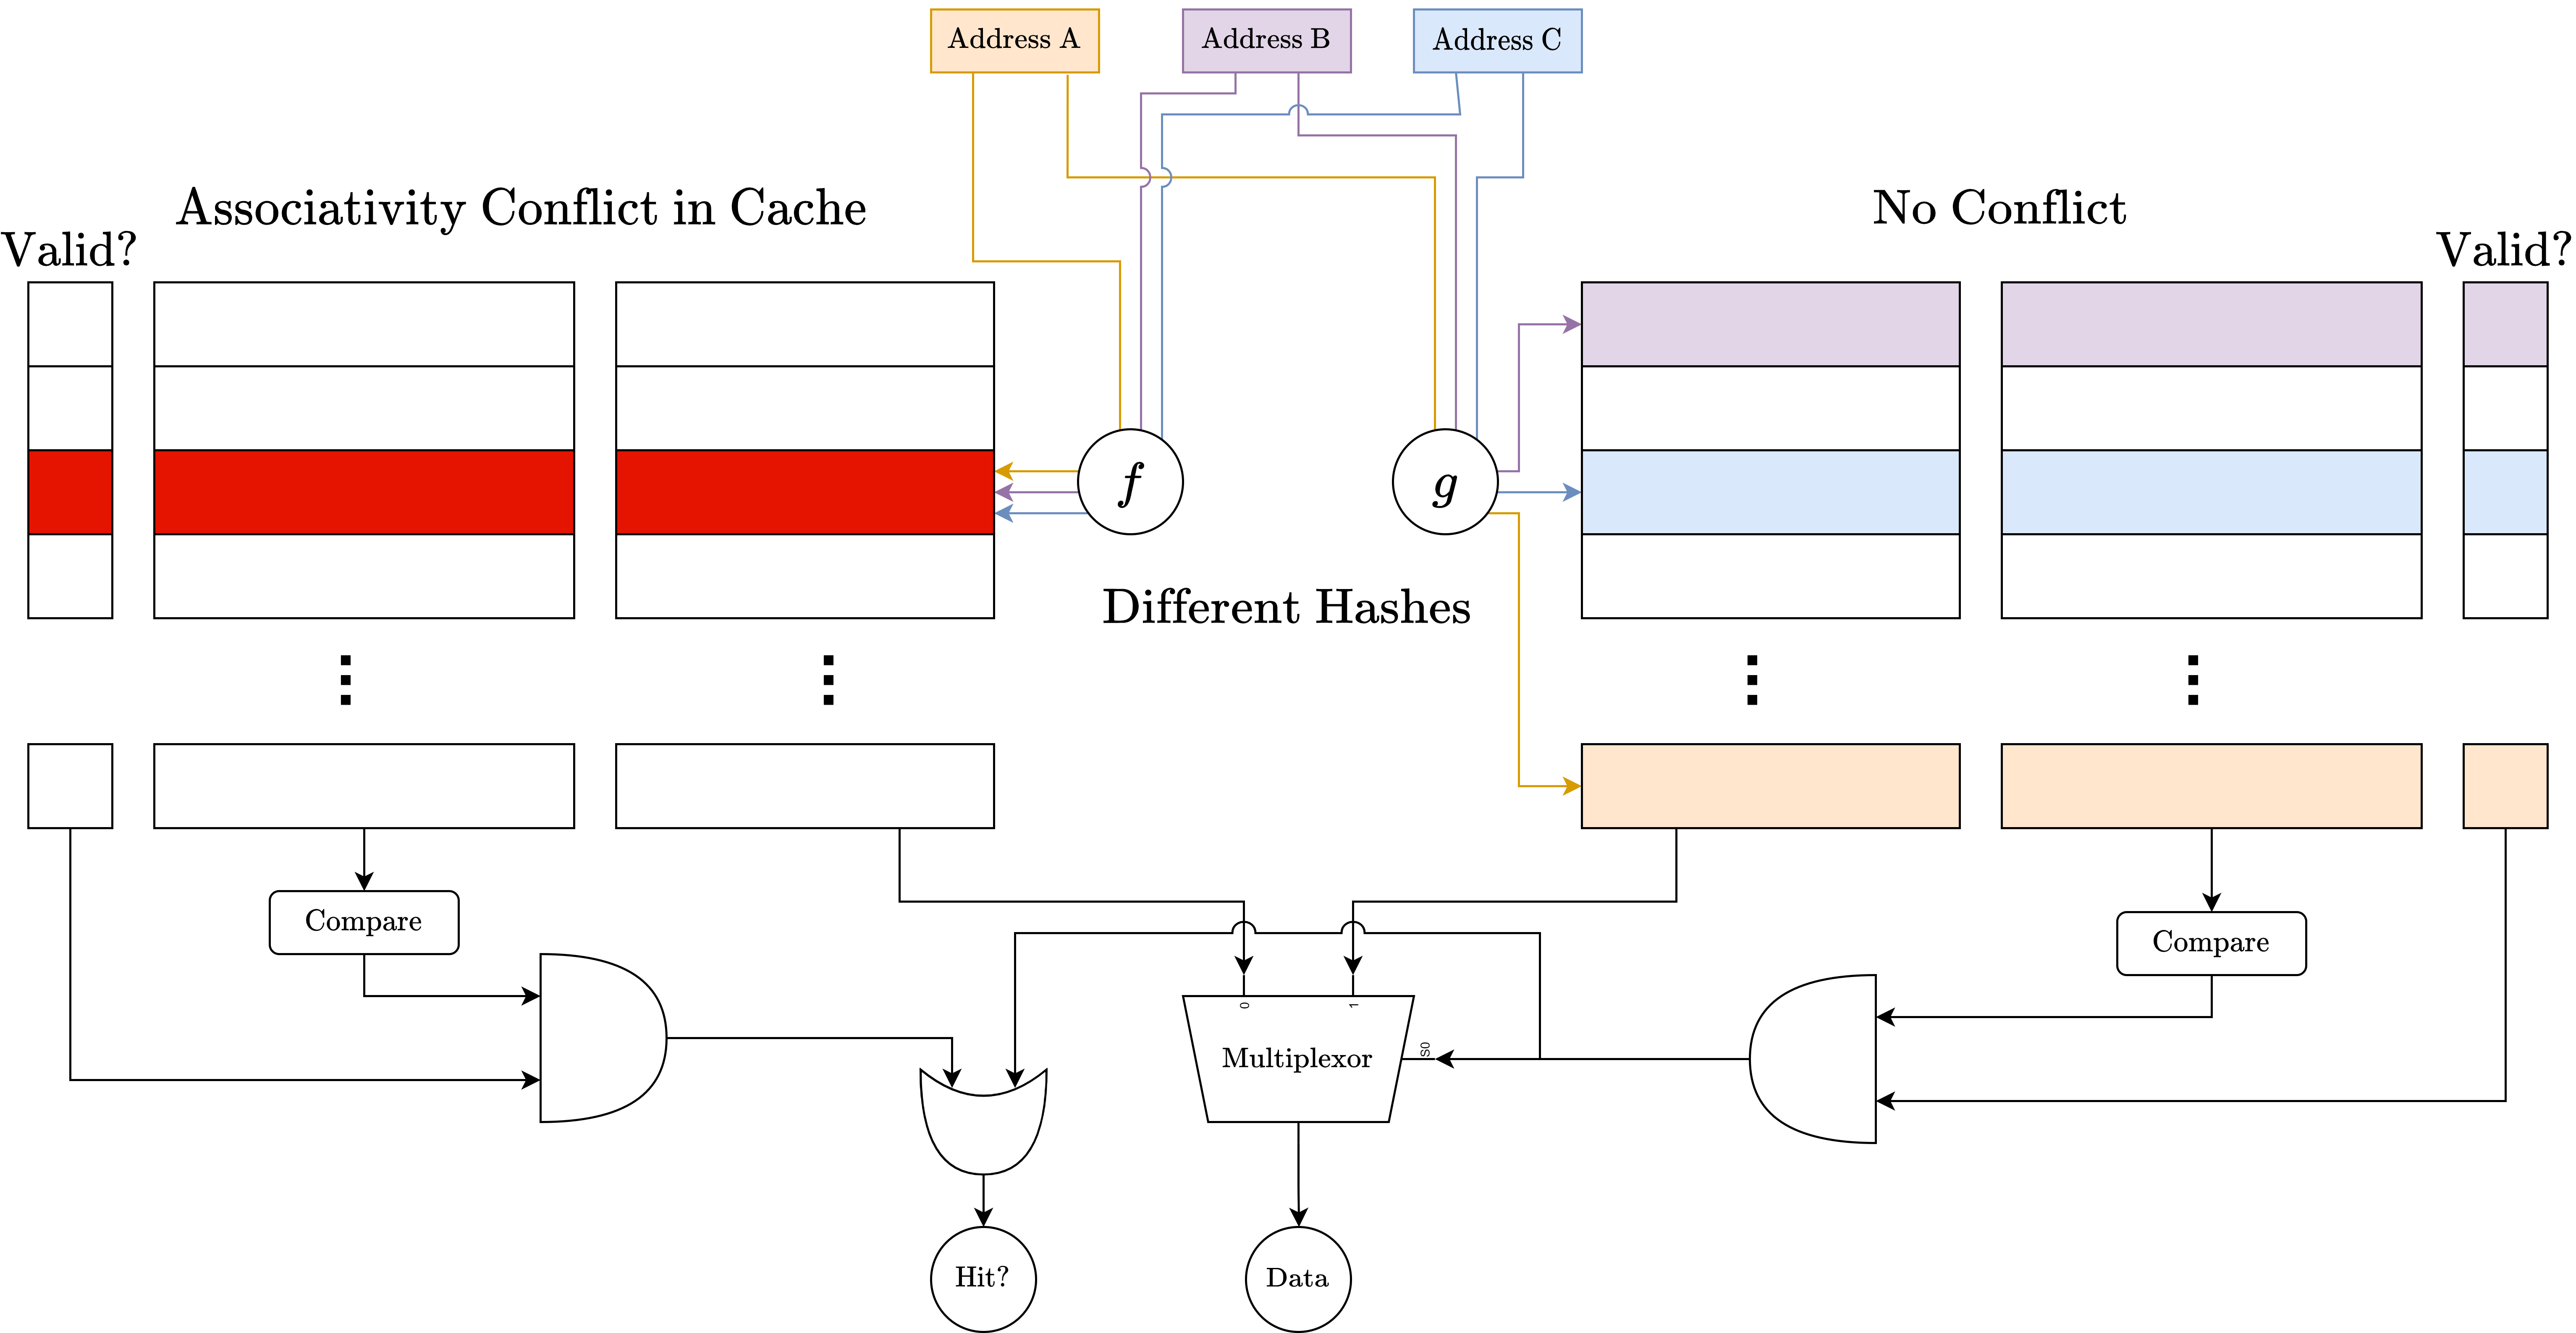 Address A
Address B
Address C
Associativity Conflict in Cache
No Conflict
Valid?
Valid?
f
g
Different Hashes
Compare
Compare
0
1
S0
Multiplexor
Hit?
Data